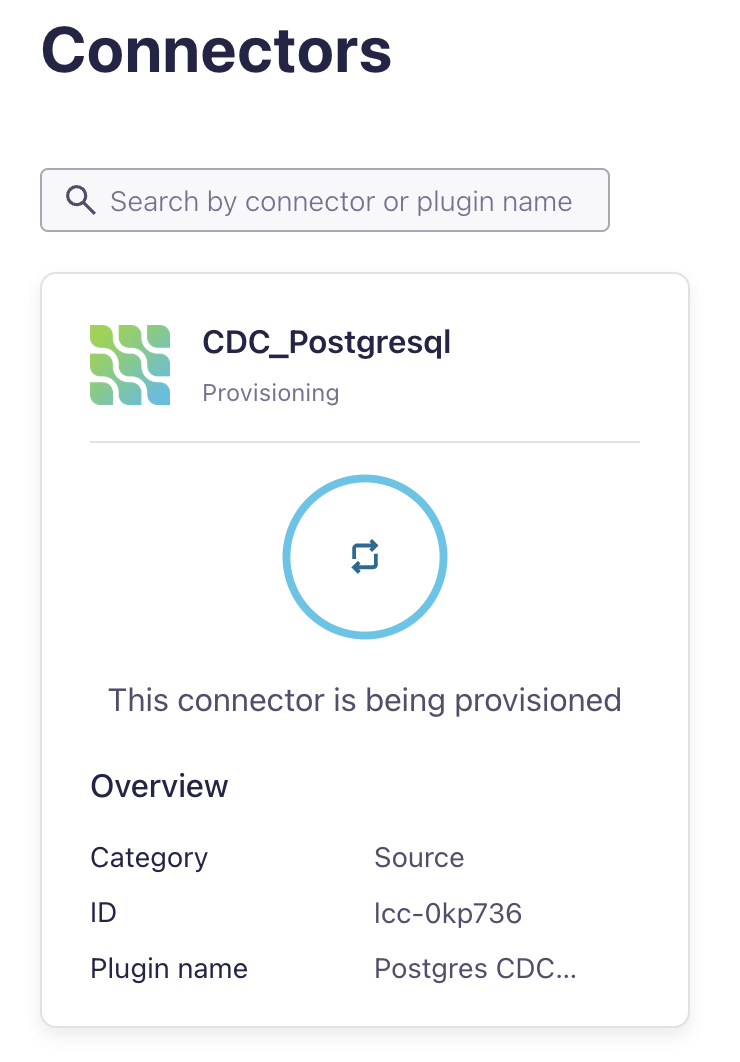 Connectors
Search by connector or plugin name
CDC_Postgresql
Provisioning
This connector is being provisioned
Overview
Category Source
ID lcc-0kp736
Plugin name Postgres CDC...